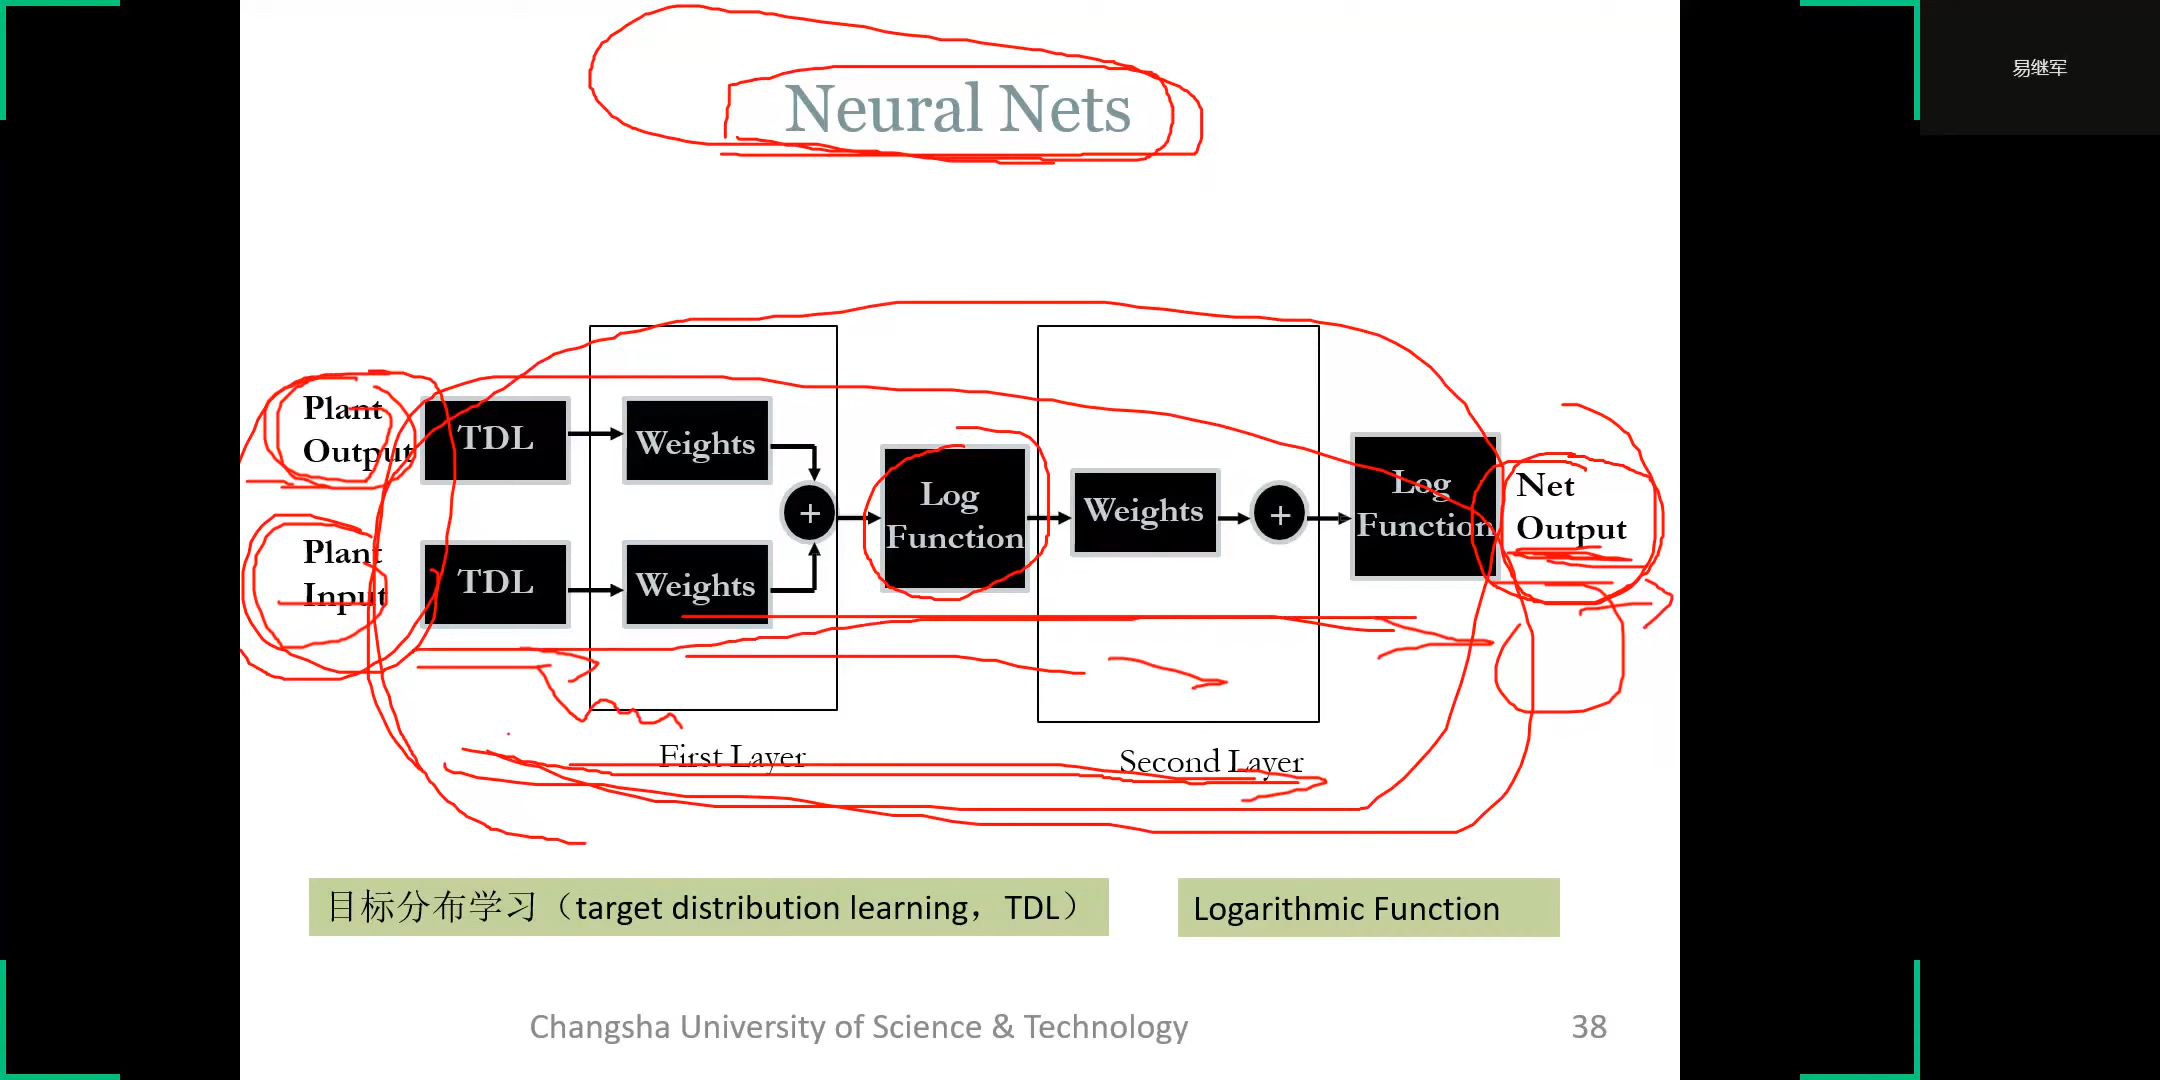 易继军
Neural Nets
Plant
Output
TDL
Weights
Plant
Input
TDL
Weights
+
Log
Function
Weights
+
Log
Function
Net
Output
First Layer
Second Layer
目标分布学习（target distribution learning，TDL）
Logarithmic Function
Changsha University of Science & Technology
38